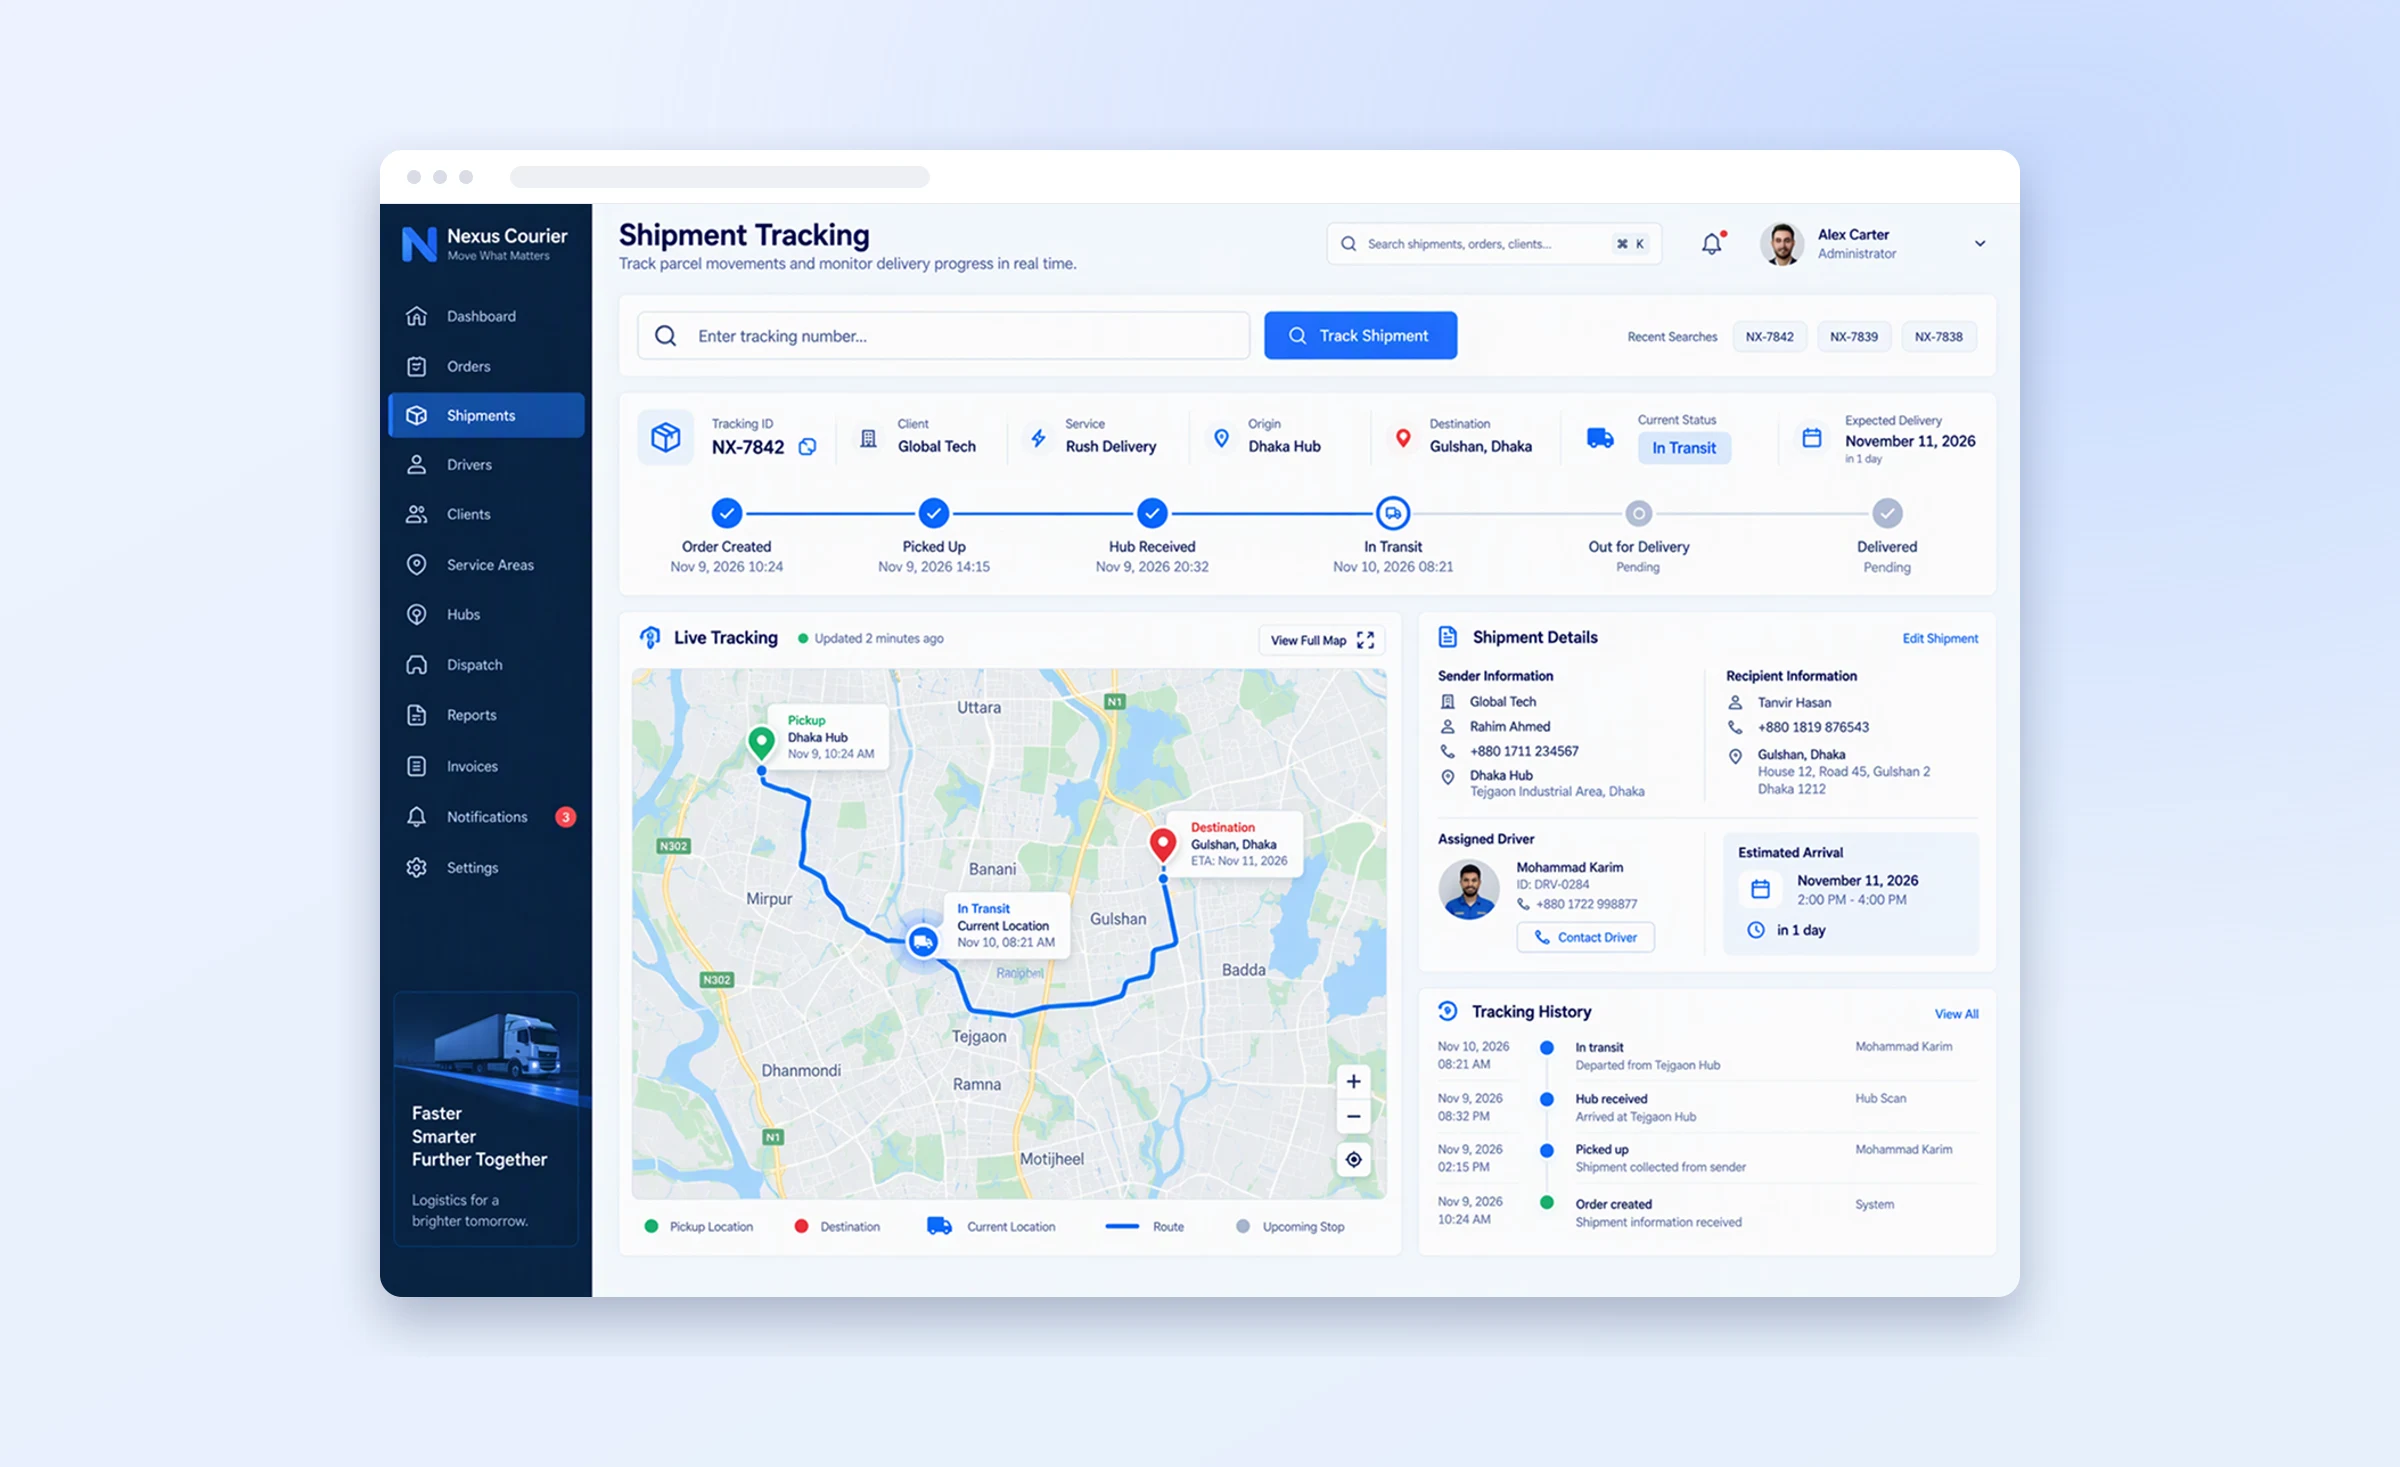 Nexus Courier
Move What Matters
Dashboard
Orders
Shipments
Drivers
Clients
Service Areas
Hubs
Dispatch
Reports
Invoices
Notifications 3
Settings
Faster
Smarter
Further Together
Logistics for a
brighter tomorrow.
Shipment Tracking
Track parcel movements and monitor delivery progress in real time.
Search shipments, orders, clients... ⌘ K
Alex Carter
Administrator
Enter tracking number...
Track Shipment
Recent Searches NX-7842 NX-7839 NX-7838
Tracking ID
NX-7842
Client
Global Tech
Service
Rush Delivery
Origin
Dhaka Hub
Destination
Gulshan, Dhaka
Current Status
In Transit
Expected Delivery
November 11, 2026
in 1 day
Order Created
Nov 9, 2026 10:24
Picked Up
Nov 9, 2026 14:15
Hub Received
Nov 9, 2026 20:32
In Transit
Nov 10, 2026 08:21
Out for Delivery
Pending
Delivered
Pending
Live Tracking
Updated 2 minutes ago
View Full Map
Uttara
N1
Pickup
Dhaka Hub
Nov 9, 10:24 AM
N302
Destination
Gulshan, Dhaka
ETA: Nov 11, 2026
Banani
Mirpur
In Transit
Current Location
Nov 10, 08:21 AM
Gulshan
Badda
N302
Tejgaon
Dhanmondi
Ramna
N1
Motijheel
Pickup Location
Destination
Current Location
Route
Upcoming Stop
Shipment Details
Edit Shipment
Sender Information
Global Tech
Rahim Ahmed
+880 1711 234567
Dhaka Hub
Tejgaon Industrial Area, Dhaka
Recipient Information
Tanvir Hasan
+880 1819 876543
Gulshan, Dhaka
House 12, Road 45, Gulshan 2
Dhaka 1212
Assigned Driver
Mohammad Karim
ID: DRV-0284
+880 1722 998877
Contact Driver
Estimated Arrival
November 11, 2026
2:00 PM - 4:00 PM
in 1 day
Tracking History
View All
Nov 10, 2026
08:21 AM
In transit
Departed from Tejgaon Hub
Mohammad Karim
Nov 9, 2026
08:32 PM
Hub received
Arrived at Tejgaon Hub
Hub Scan
Nov 9, 2026
02:15 PM
Picked up
Shipment collected from sender
Mohammad Karim
Nov 9, 2026
10:24 AM
Order created
Shipment information received
System